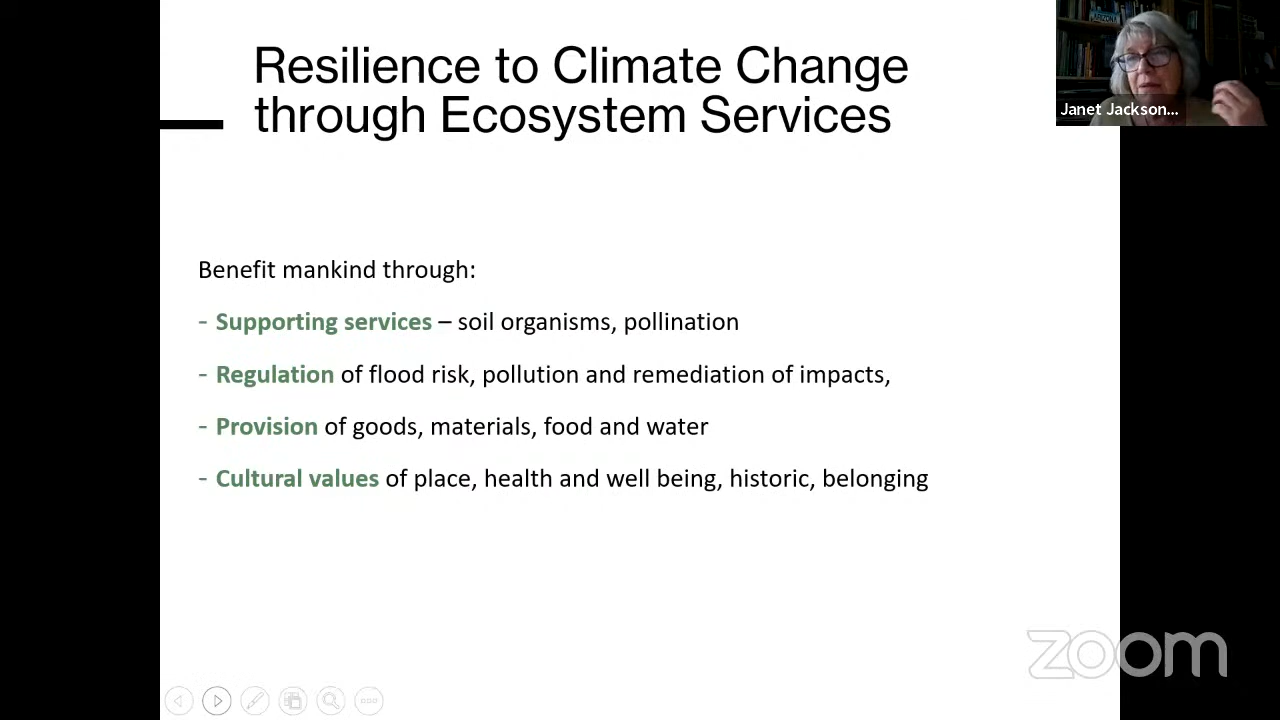 Resilience to Climate Change
through Ecosystem Services
ARIZONA
Janet Jackson...
Benefit mankind through:
- Supporting services – soil organisms, pollination
- Regulation of flood risk, pollution and remediation of impacts,
- Provision of goods, materials, food and water
- Cultural values of place, health and well being, historic, belonging
zoom